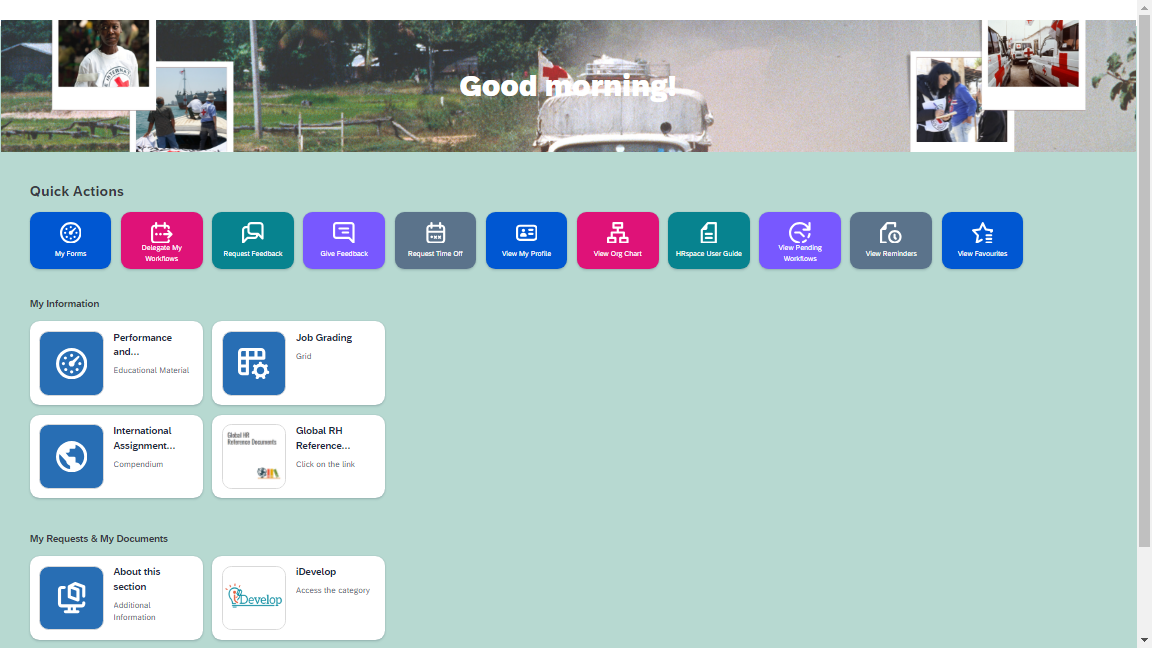 Good morning!
Quick Actions
My Forms
Delegate My
Workflows
Request Feedback
Give Feedback
Request Time Off
View My Profile
View Org Chart
HRspace User Guide
View Pending
Workflows
View Reminders
View Favourites
My Information
Performance
and...
Educational Material
Job Grading
Grid
International
Assignment...
Compendium
Global HR
Reference Documents
Global RH
Reference...
Click on the link
My Requests & My Documents
About this
section
Additional
Information
iDevelop
iDevelop
Access the category